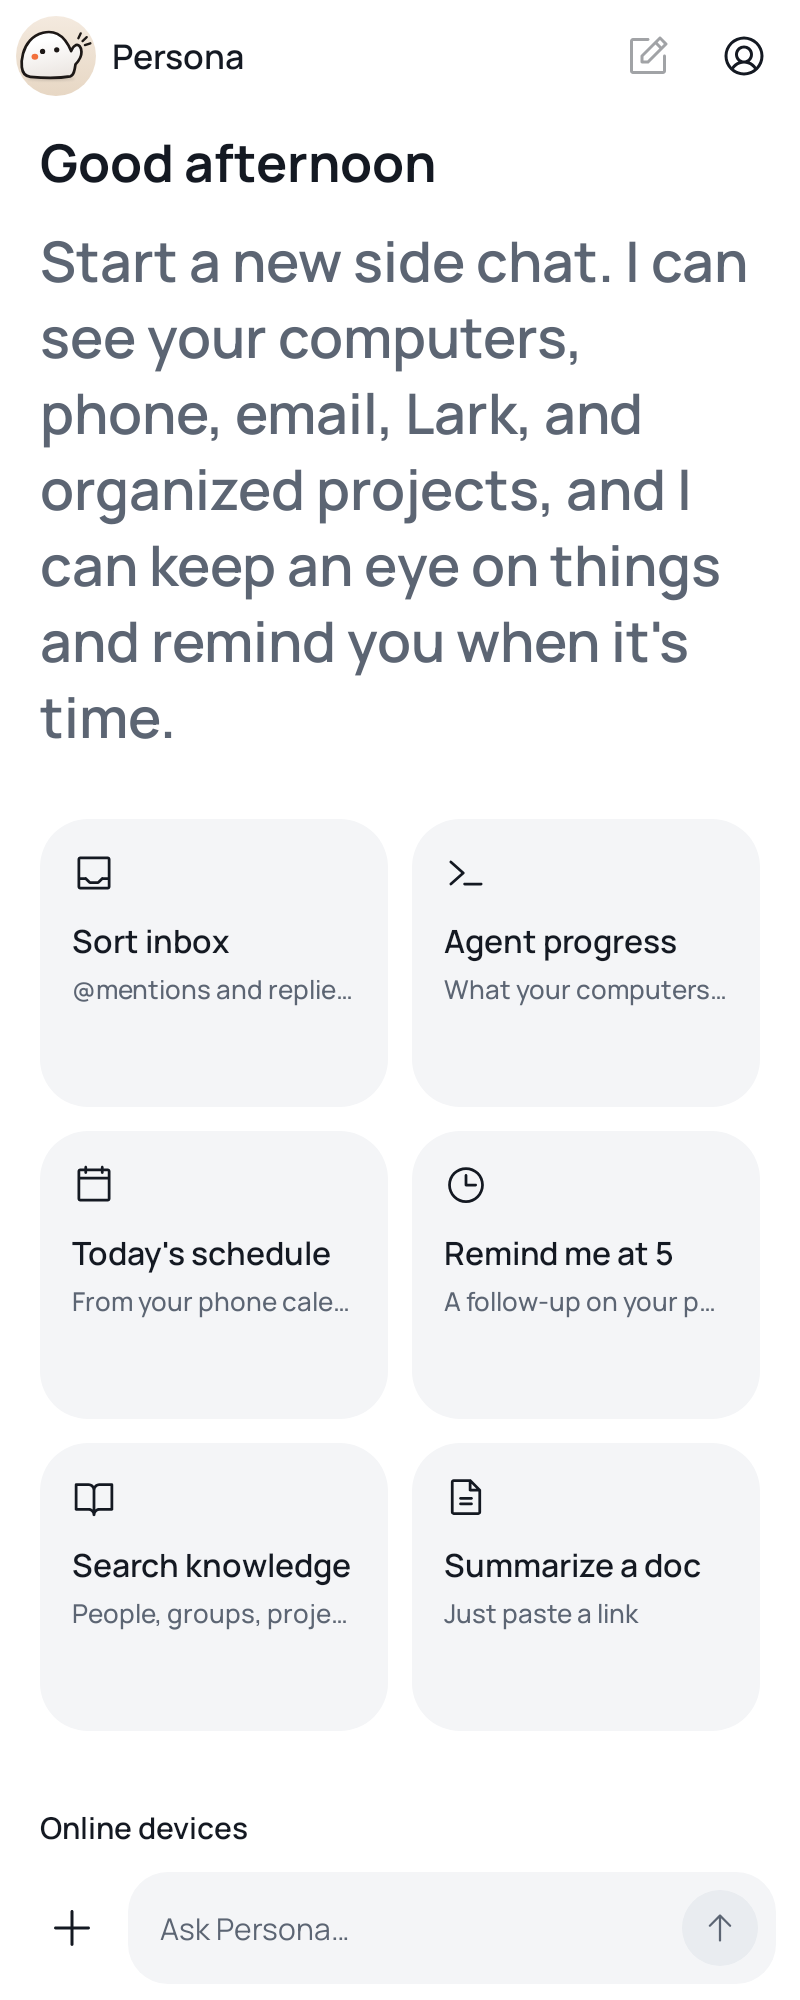 Persona
Good afternoon
Start a new side chat. I can
see your computers,
phone, email, Lark, and
organized projects, and I
can keep an eye on things
and remind you when it's
time.
Sort inbox
@mentions and replie...
Agent progress
What your computers...
Today's schedule
From your phone cale...
Remind me at 5
A follow-up on your p...
Search knowledge
People, groups, proje...
Summarize a doc
Just paste a link
Online devices
Ask Persona...